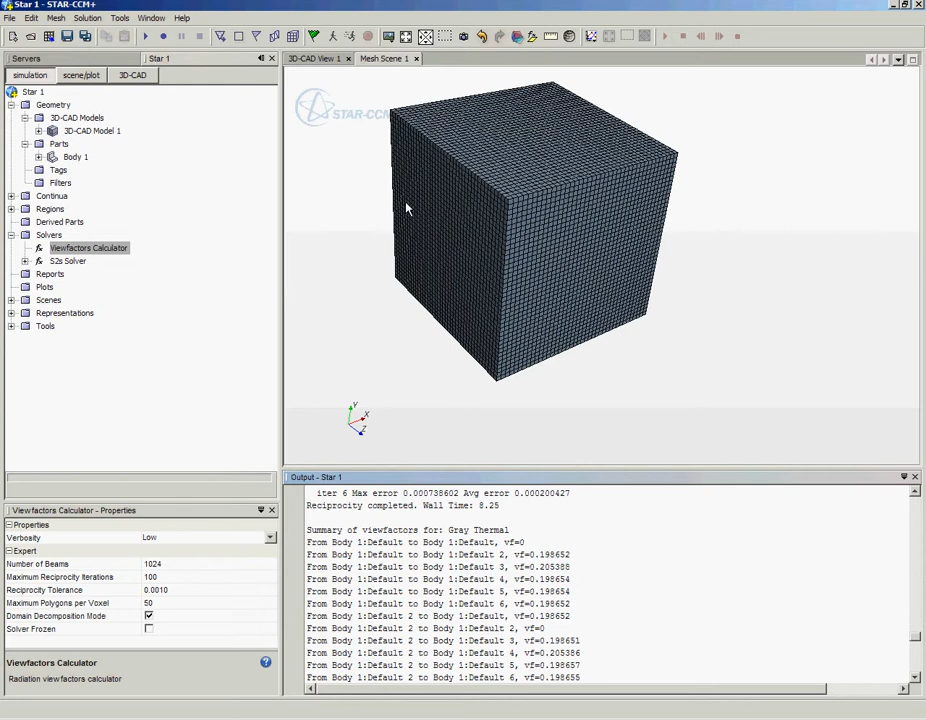 Star 1 - STAR-CCM+
File Edit Mesh Solution Tools Window Help
Servers Star 1
simulation scene/plot 3D-CAD
Star 1
Geometry
3D-CAD Models
3D-CAD Model 1
Parts
Body 1
Tags
Filters
Continua
Regions
Derived Parts
Solvers
fx Viewfactors Calculator
fx S2s Solver
Reports
Plots
Scenes
Representations
Tools
Viewfactors Calculator - Properties
Properties
Verbosity Low
Expert
Number of Beams 1024
Maximum Reciprocity Iterations 100
Reciprocity Tolerance 0.0010
Maximum Polygons per Voxel 50
Domain Decomposition Mode
Solver Frozen
Viewfactors Calculator
Radiation viewfactors calculator
3D-CAD View 1 Mesh Scene 1
STAR-CCM
Y
X
Z
Output - Star 1
iter 6 Max error 0.000738602 Avg error 0.000200427
Reciprocity completed. Wall Time: 8.25
Summary of viewfactors for: Gray Thermal
From Body 1:Default to Body 1:Default, vf=0
From Body 1:Default to Body 1:Default 2, vf=0.198652
From Body 1:Default to Body 1:Default 3, vf=0.205388
From Body 1:Default to Body 1:Default 4, vf=0.198654
From Body 1:Default to Body 1:Default 5, vf=0.198654
From Body 1:Default to Body 1:Default 6, vf=0.198652
From Body 1:Default 2 to Body 1:Default, vf=0.198652
From Body 1:Default 2 to Body 1:Default 2, vf=0
From Body 1:Default 2 to Body 1:Default 3, vf=0.198651
From Body 1:Default 2 to Body 1:Default 4, vf=0.205386
From Body 1:Default 2 to Body 1:Default 5, vf=0.198657
From Body 1:Default 2 to Body 1:Default 6, vf=0.198655